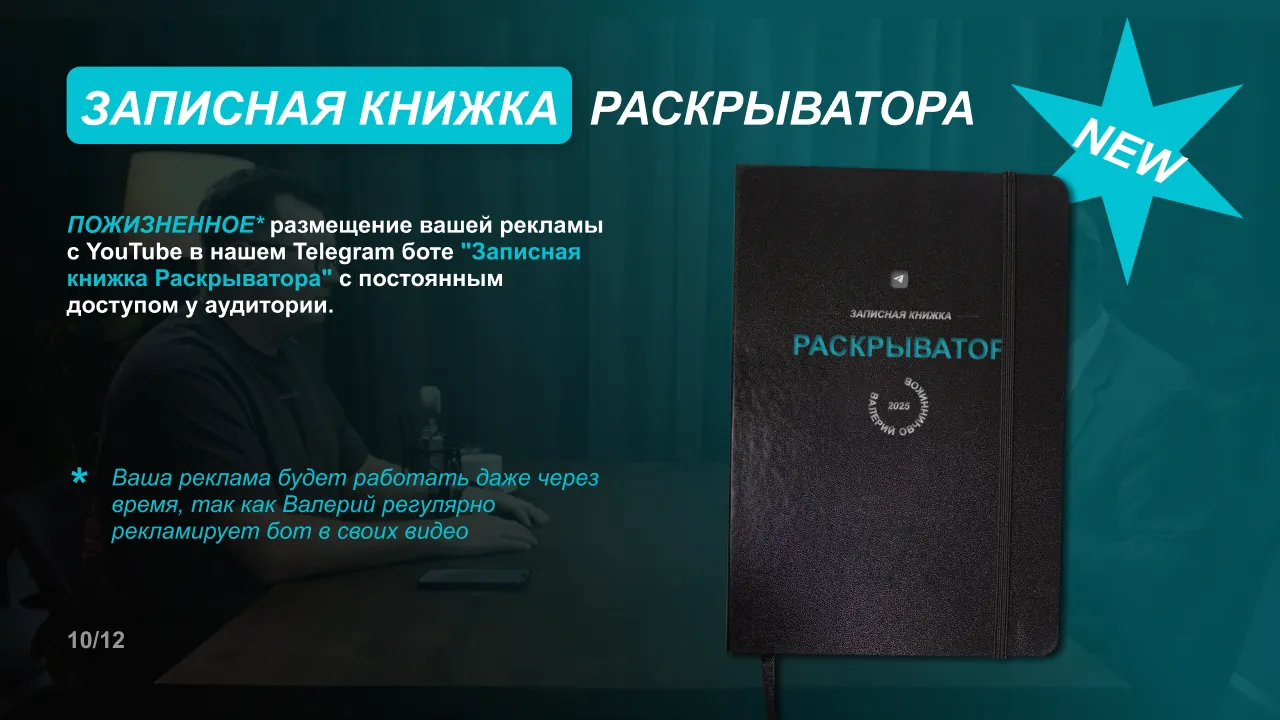 ЗАПИСНАЯ КНИЖКА РАСКРЫВАТОРА
NEW
ПОЖИЗНЕННОЕ* размещение вашей рекламы
с YouTube в нашем Telegram боте "Записная
книжка Раскрыватора" с постоянным
доступом у аудитории.
ЗАПИСНАЯ КНИЖКА
РАСКРЫВАТОР
ВАЛЕРИЙ ОВЧИННИКОВ
2025
* Ваша реклама будет работать даже через
время, так как Валерий регулярно
рекламирует бот в своих видео
10/12